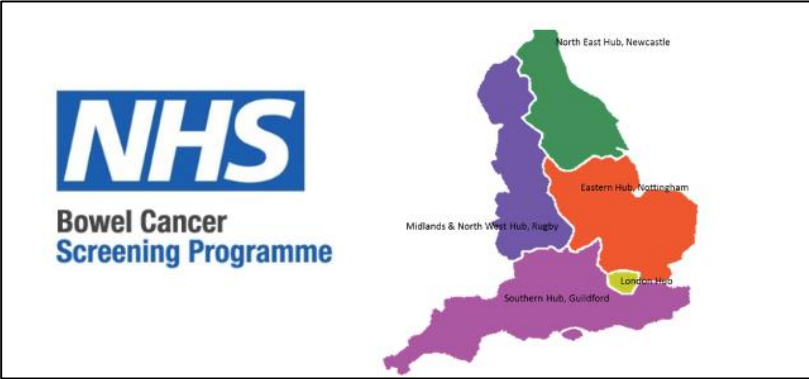 NHS
Bowel Cancer
Screening Programme
North East Hub, Newcastle
Eastern Hub, Nottingham
Midlands & North West Hub, Rugby
London Hub
Southern Hub, Guildford